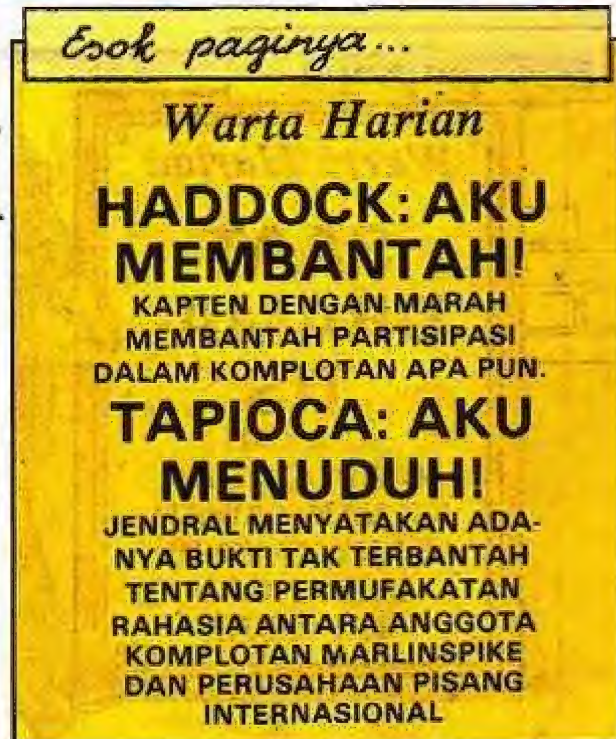 Esok paginya...
Warta Harian
HADDOCK: AKU
MEMBANTAH!
KAPTEN DENGAN MARAH
MEMBANTAH PARTISIPASI
DALAM KOMPLOTAN APA PUN.
TAPIOCA: AKU
MENUDUH!
JENDRAL MENYATAKAN ADA-
NYA BUKTI TAK TERBANTAH
TENTANG PERMUFAKATAN
RAHASIA ANTARA ANGGOTA
KOMPLOTAN MARLINSPIKE
DAN PERUSAHAAN PISANG
INTERNASIONAL